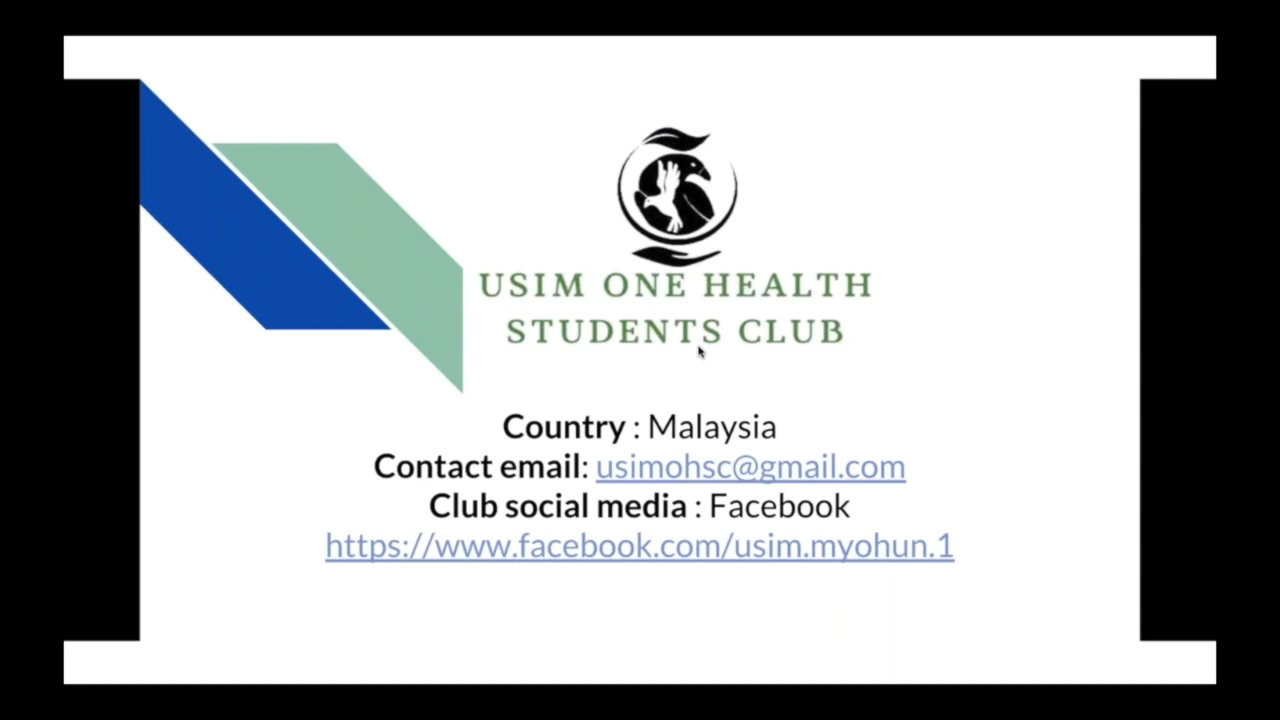 USIM ONE HEALTH
STUDENTS CLUB
Country : Malaysia
Contact email: usimohsc@gmail.com
Club social media : Facebook
https://www.facebook.com/usim.myohun.1